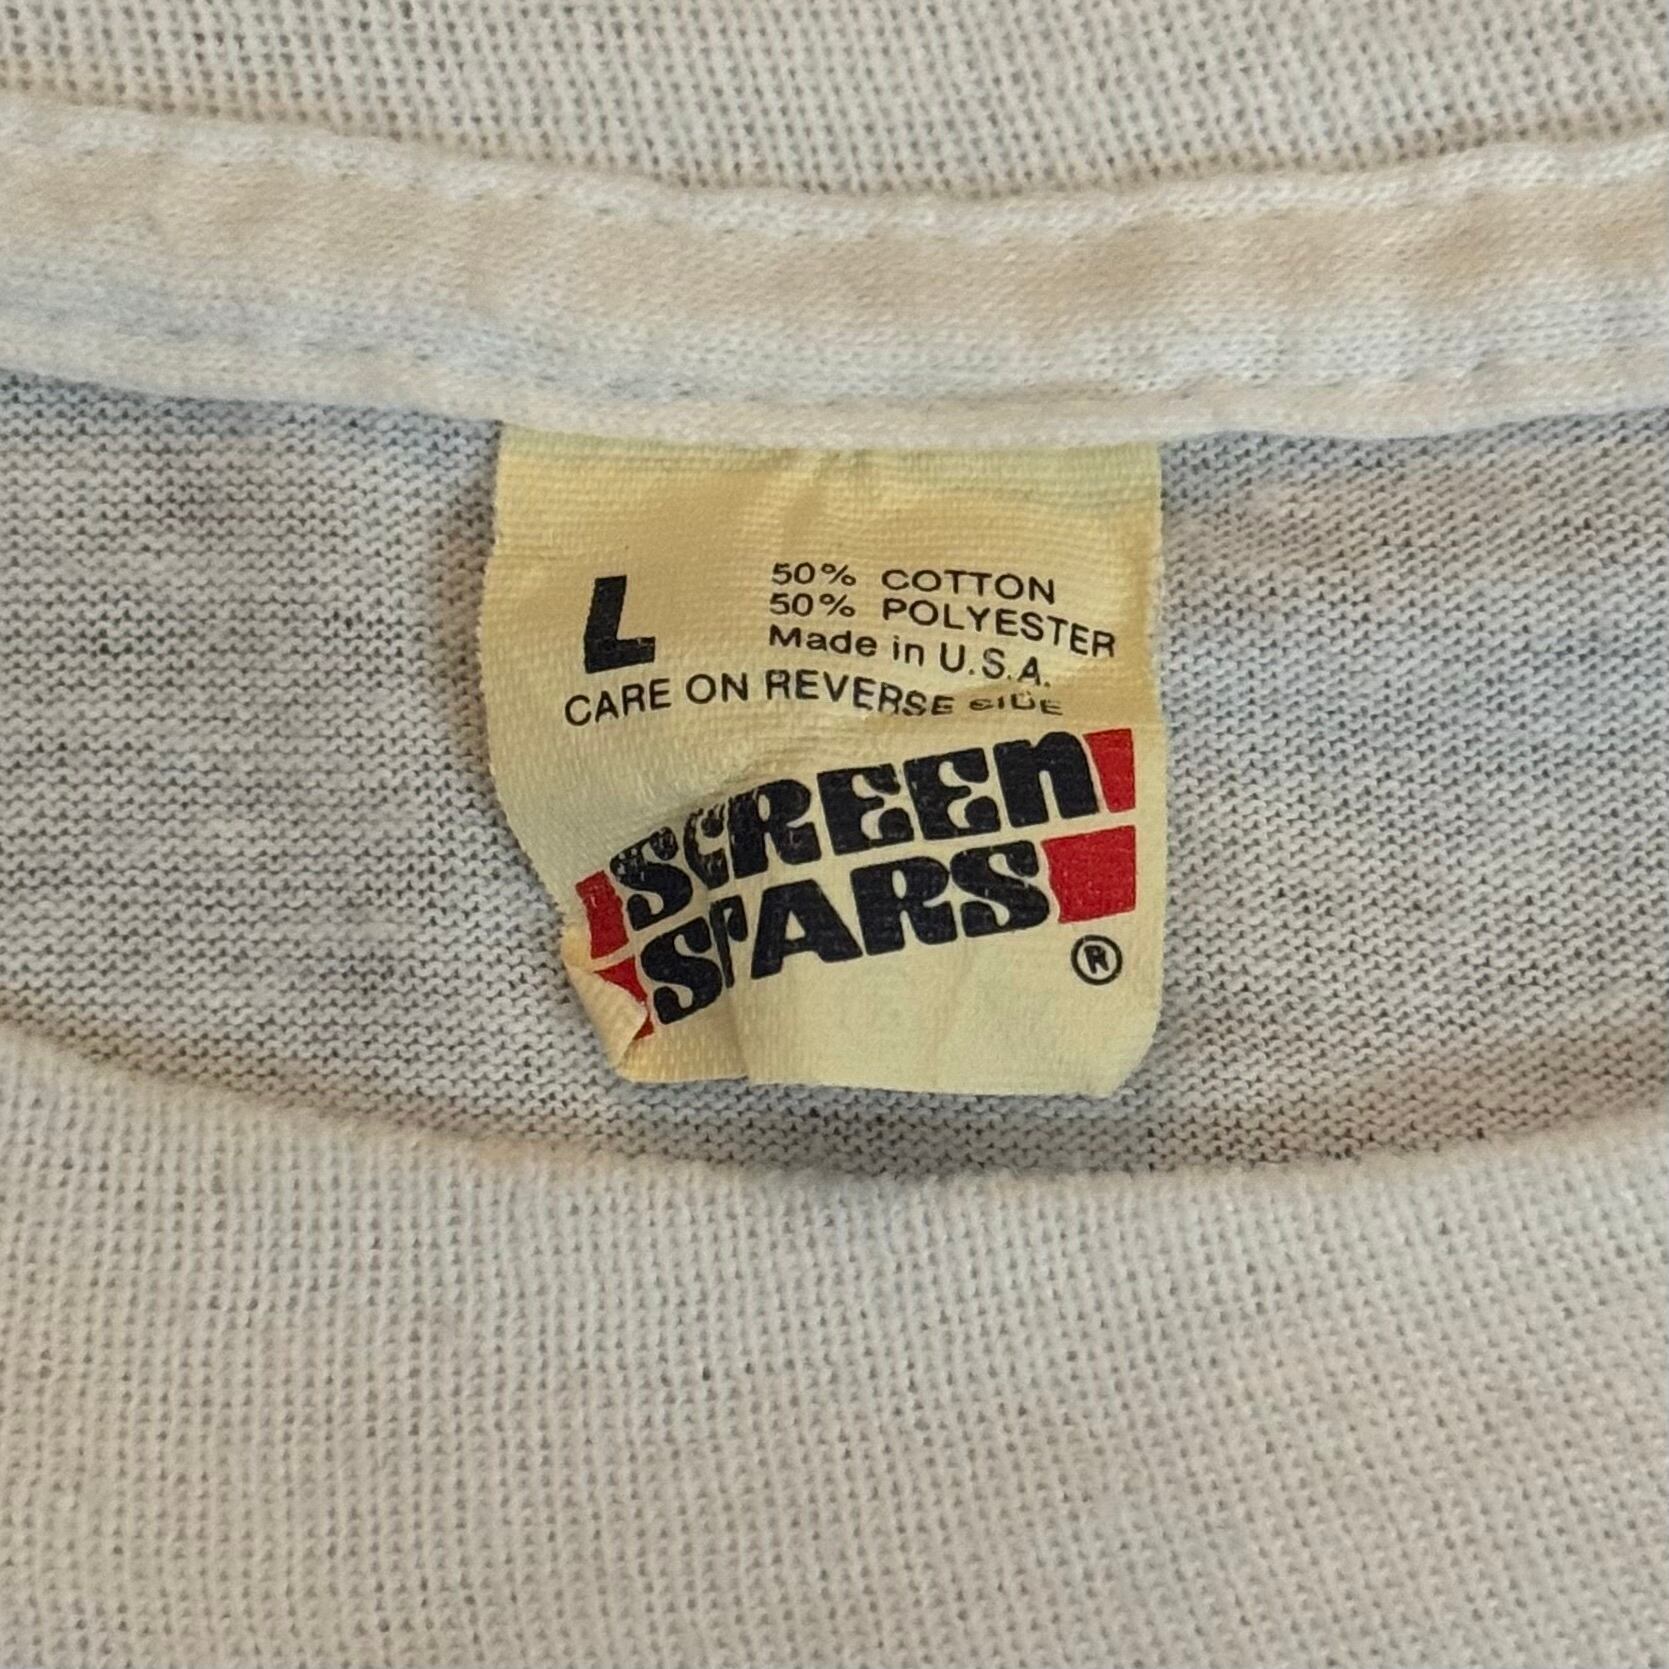 L
50% COTTON
50% POLYESTER
Made in U.S.A.
CARE ON REVERSE SIDE
SCREEN
STARS
®